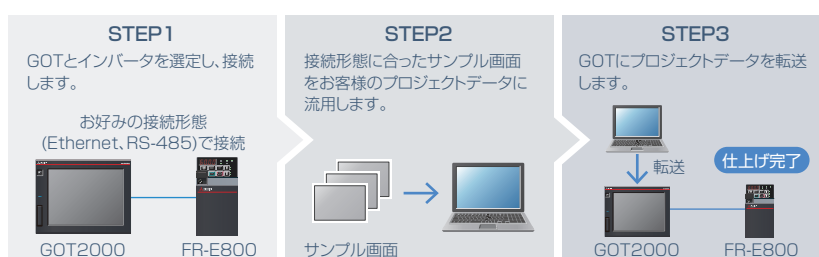 STEP1
GOTとインバータを選定し、接続
します。
お好みの接続形態
(Ethernet、RS-485)で接続
GOT2000
FR-E800
STEP2
接続形態に合ったサンプル画面
をお客様のプロジェクトデータに
流用します。
サンプル画面
STEP3
GOTにプロジェクトデータを転送
します。
転送
仕上げ完了
GOT2000
FR-E800